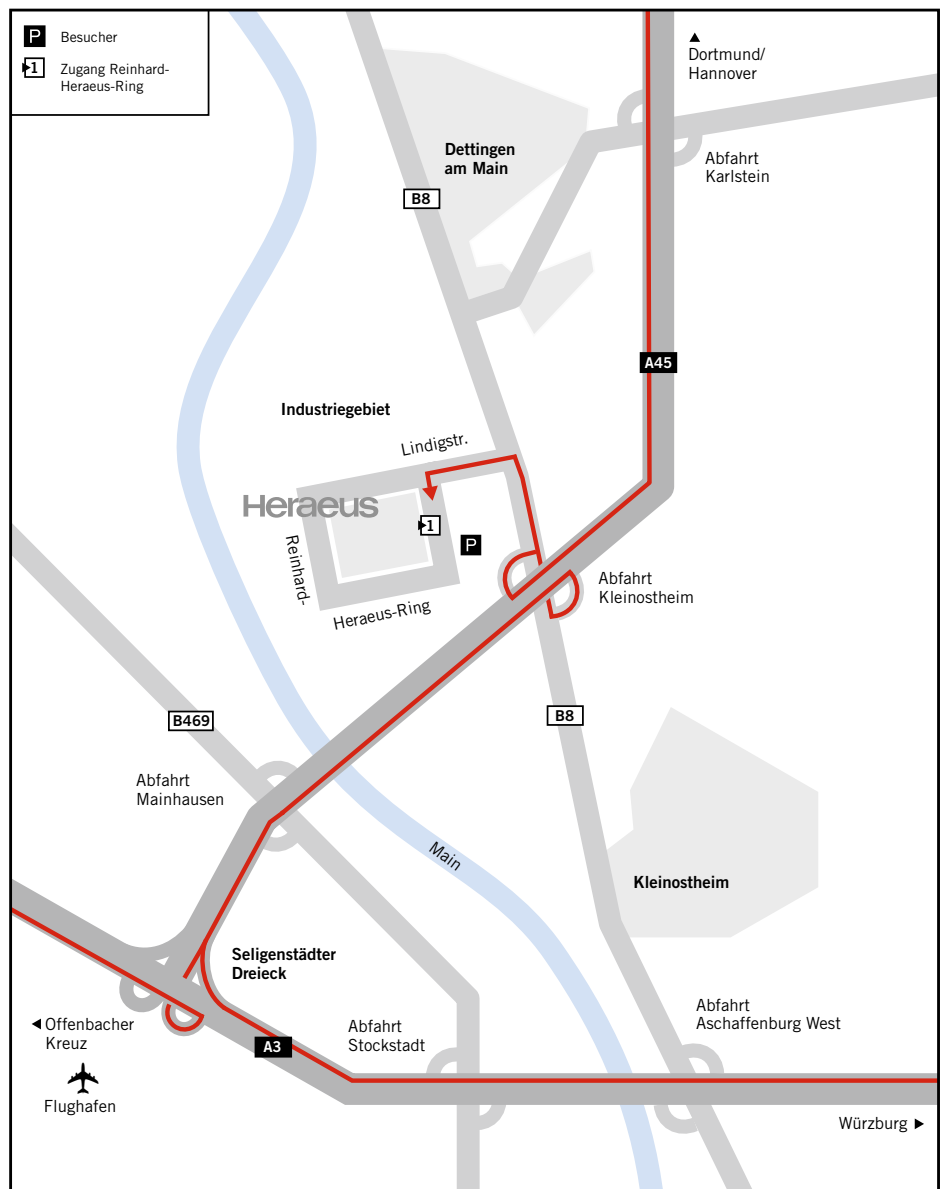 P Besucher
1 Zugang Reinhard-
Heraeus-Ring
Dortmund/
Hannover
Dettingen
am Main
Abfahrt
Karlstein
B8
A45
Industriegebiet
Lindigstr.
Heraeus
1
P
Reinhard-
Heraeus-Ring
Abfahrt
Kleinostheim
B469
B8
Abfahrt
Mainhausen
Main
Kleinostheim
Seligenstädter
Dreieck
Offenbacher
Kreuz
Flughafen
A3
Abfahrt
Stockstadt
Abfahrt
Aschaffenburg West
Würzburg